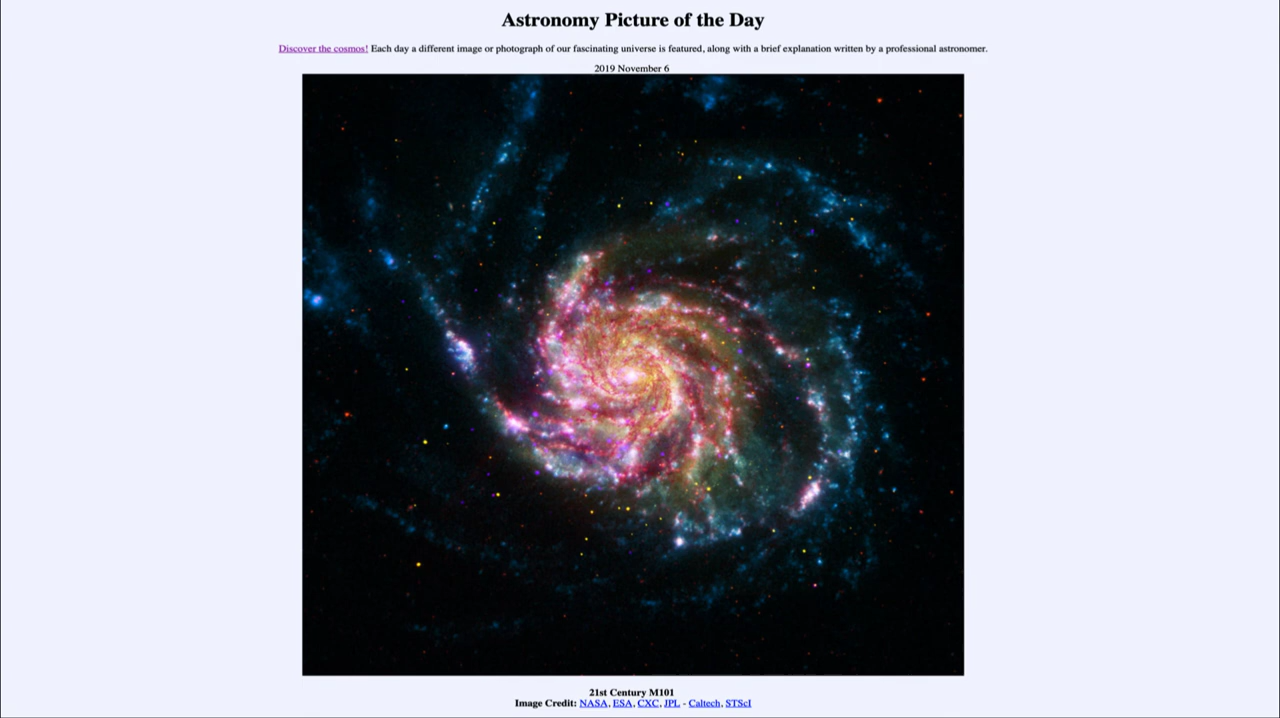 Astronomy Picture of the Day
Discover the cosmos! Each day a different image or photograph of our fascinating universe is featured, along with a brief explanation written by a professional astronomer.
2019 November 6
21st Century M101
Image Credit: NASA, ESA, CXC, JPL - Caltech, STScI